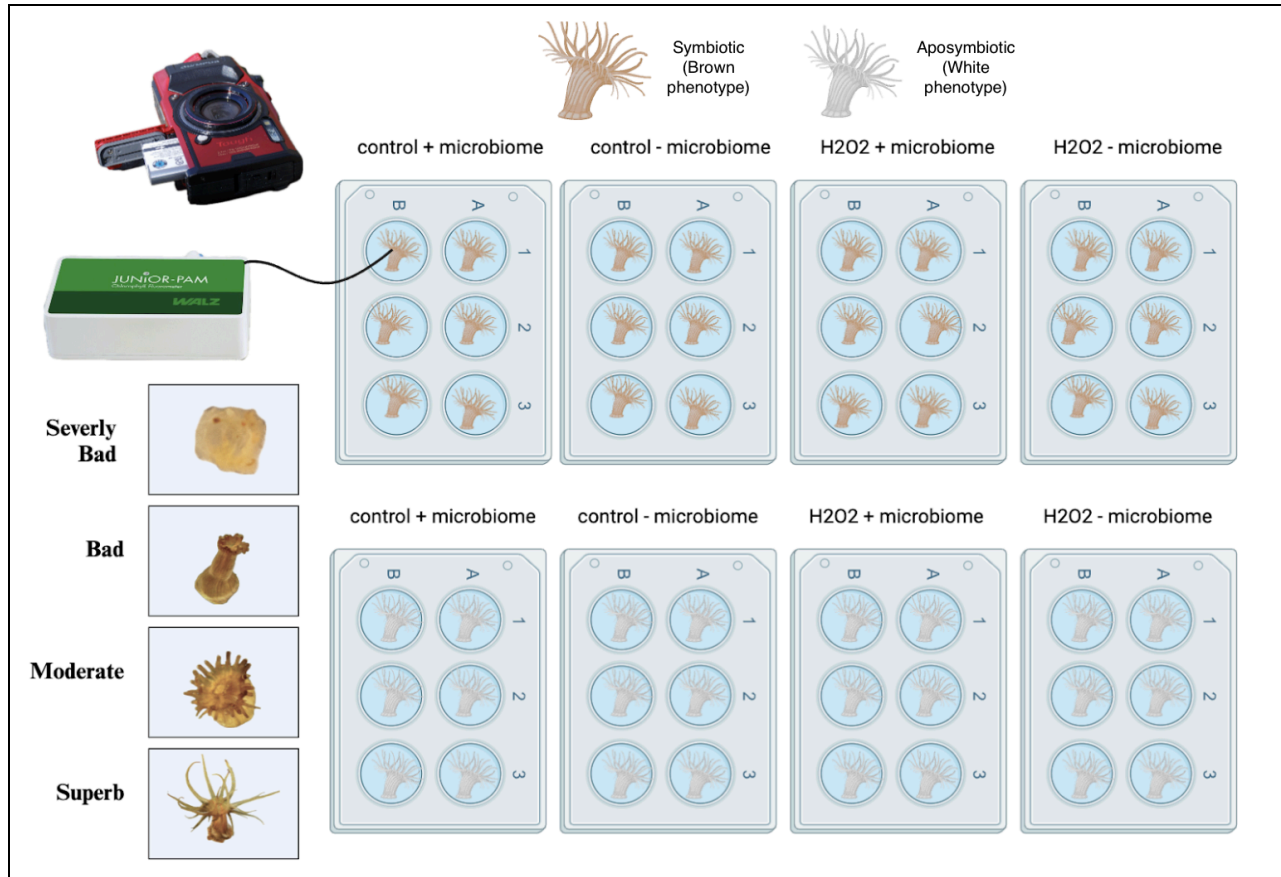 Symbiotic
(Brown
phenotype)
Aposymbiotic
(White
phenotype)
control + microbiome
control - microbiome
H2O2 + microbiome
H2O2 - microbiome
B A
B A
B A
B A
1
1
1
1
2
2
2
2
3
3
3
3
JUNIOR-PAM
WALZ
Severly
Bad
Bad
Moderate
Superb
control + microbiome
control - microbiome
H2O2 + microbiome
H2O2 - microbiome
B A
B A
B A
B A
1
1
1
1
2
2
2
2
3
3
3
3